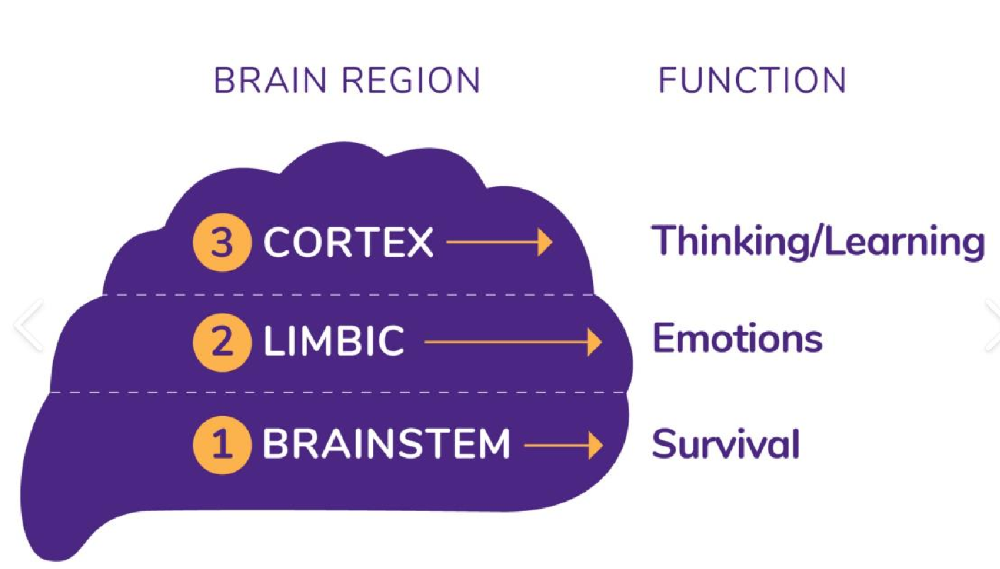 BRAIN REGION FUNCTION
3 CORTEX Thinking/Learning
2 LIMBIC Emotions
1 BRAINSTEM Survival